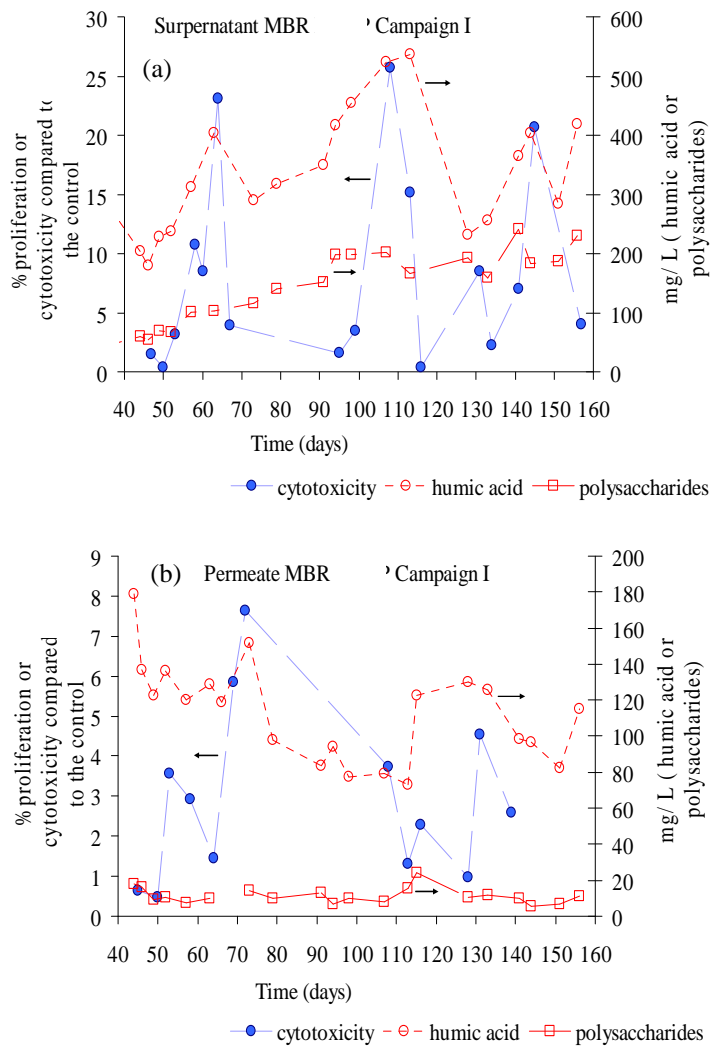 Surpernatant MBR
Campaign I
(a)
% proliferation or
cytotoxicity compared to
the control
30
25
20
15
10
5
0
600
500
400
300
200
100
0
mg/ L ( humic acid or
polysaccharides)
40 50 60 70 80 90 100 110 120 130 140 150 160
Time (days)
cytotoxicity humic acid polysaccharides
(b)
Permeate MBR
Campaign I
% proliferation or
cytotoxicity compared
to the control
9
8
7
6
5
4
3
2
1
0
200
180
160
140
120
100
80
60
40
20
0
mg/ L ( humic acid or
polysaccharides)
40 50 60 70 80 90 100 110 120 130 140 150 160
Time (days)
cytotoxicity humic acid polysaccharides